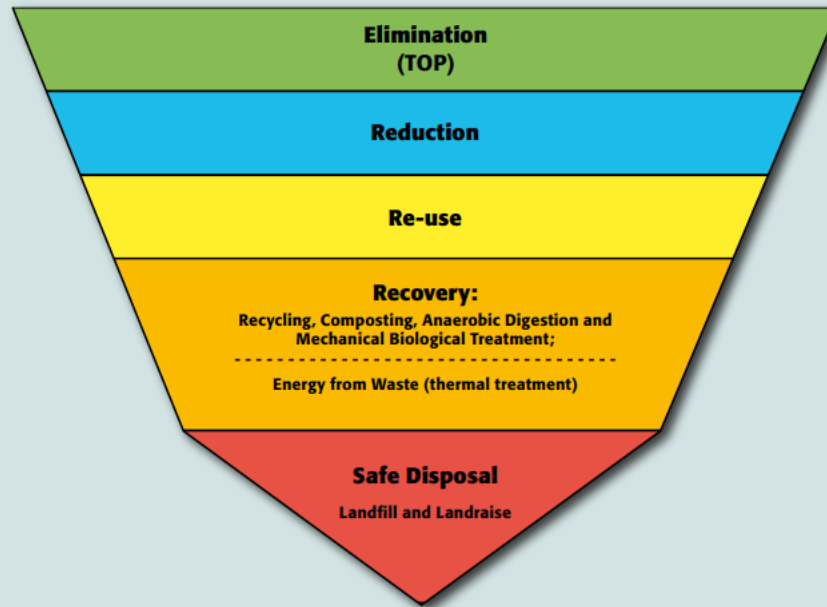 Elimination
(TOP)
Reduction
Re-use
Recovery:
Recycling, Composting, Anaerobic Digestion and
Mechanical Biological Treatment;
Energy from Waste (thermal treatment)
Safe Disposal
Landfill and Landraise